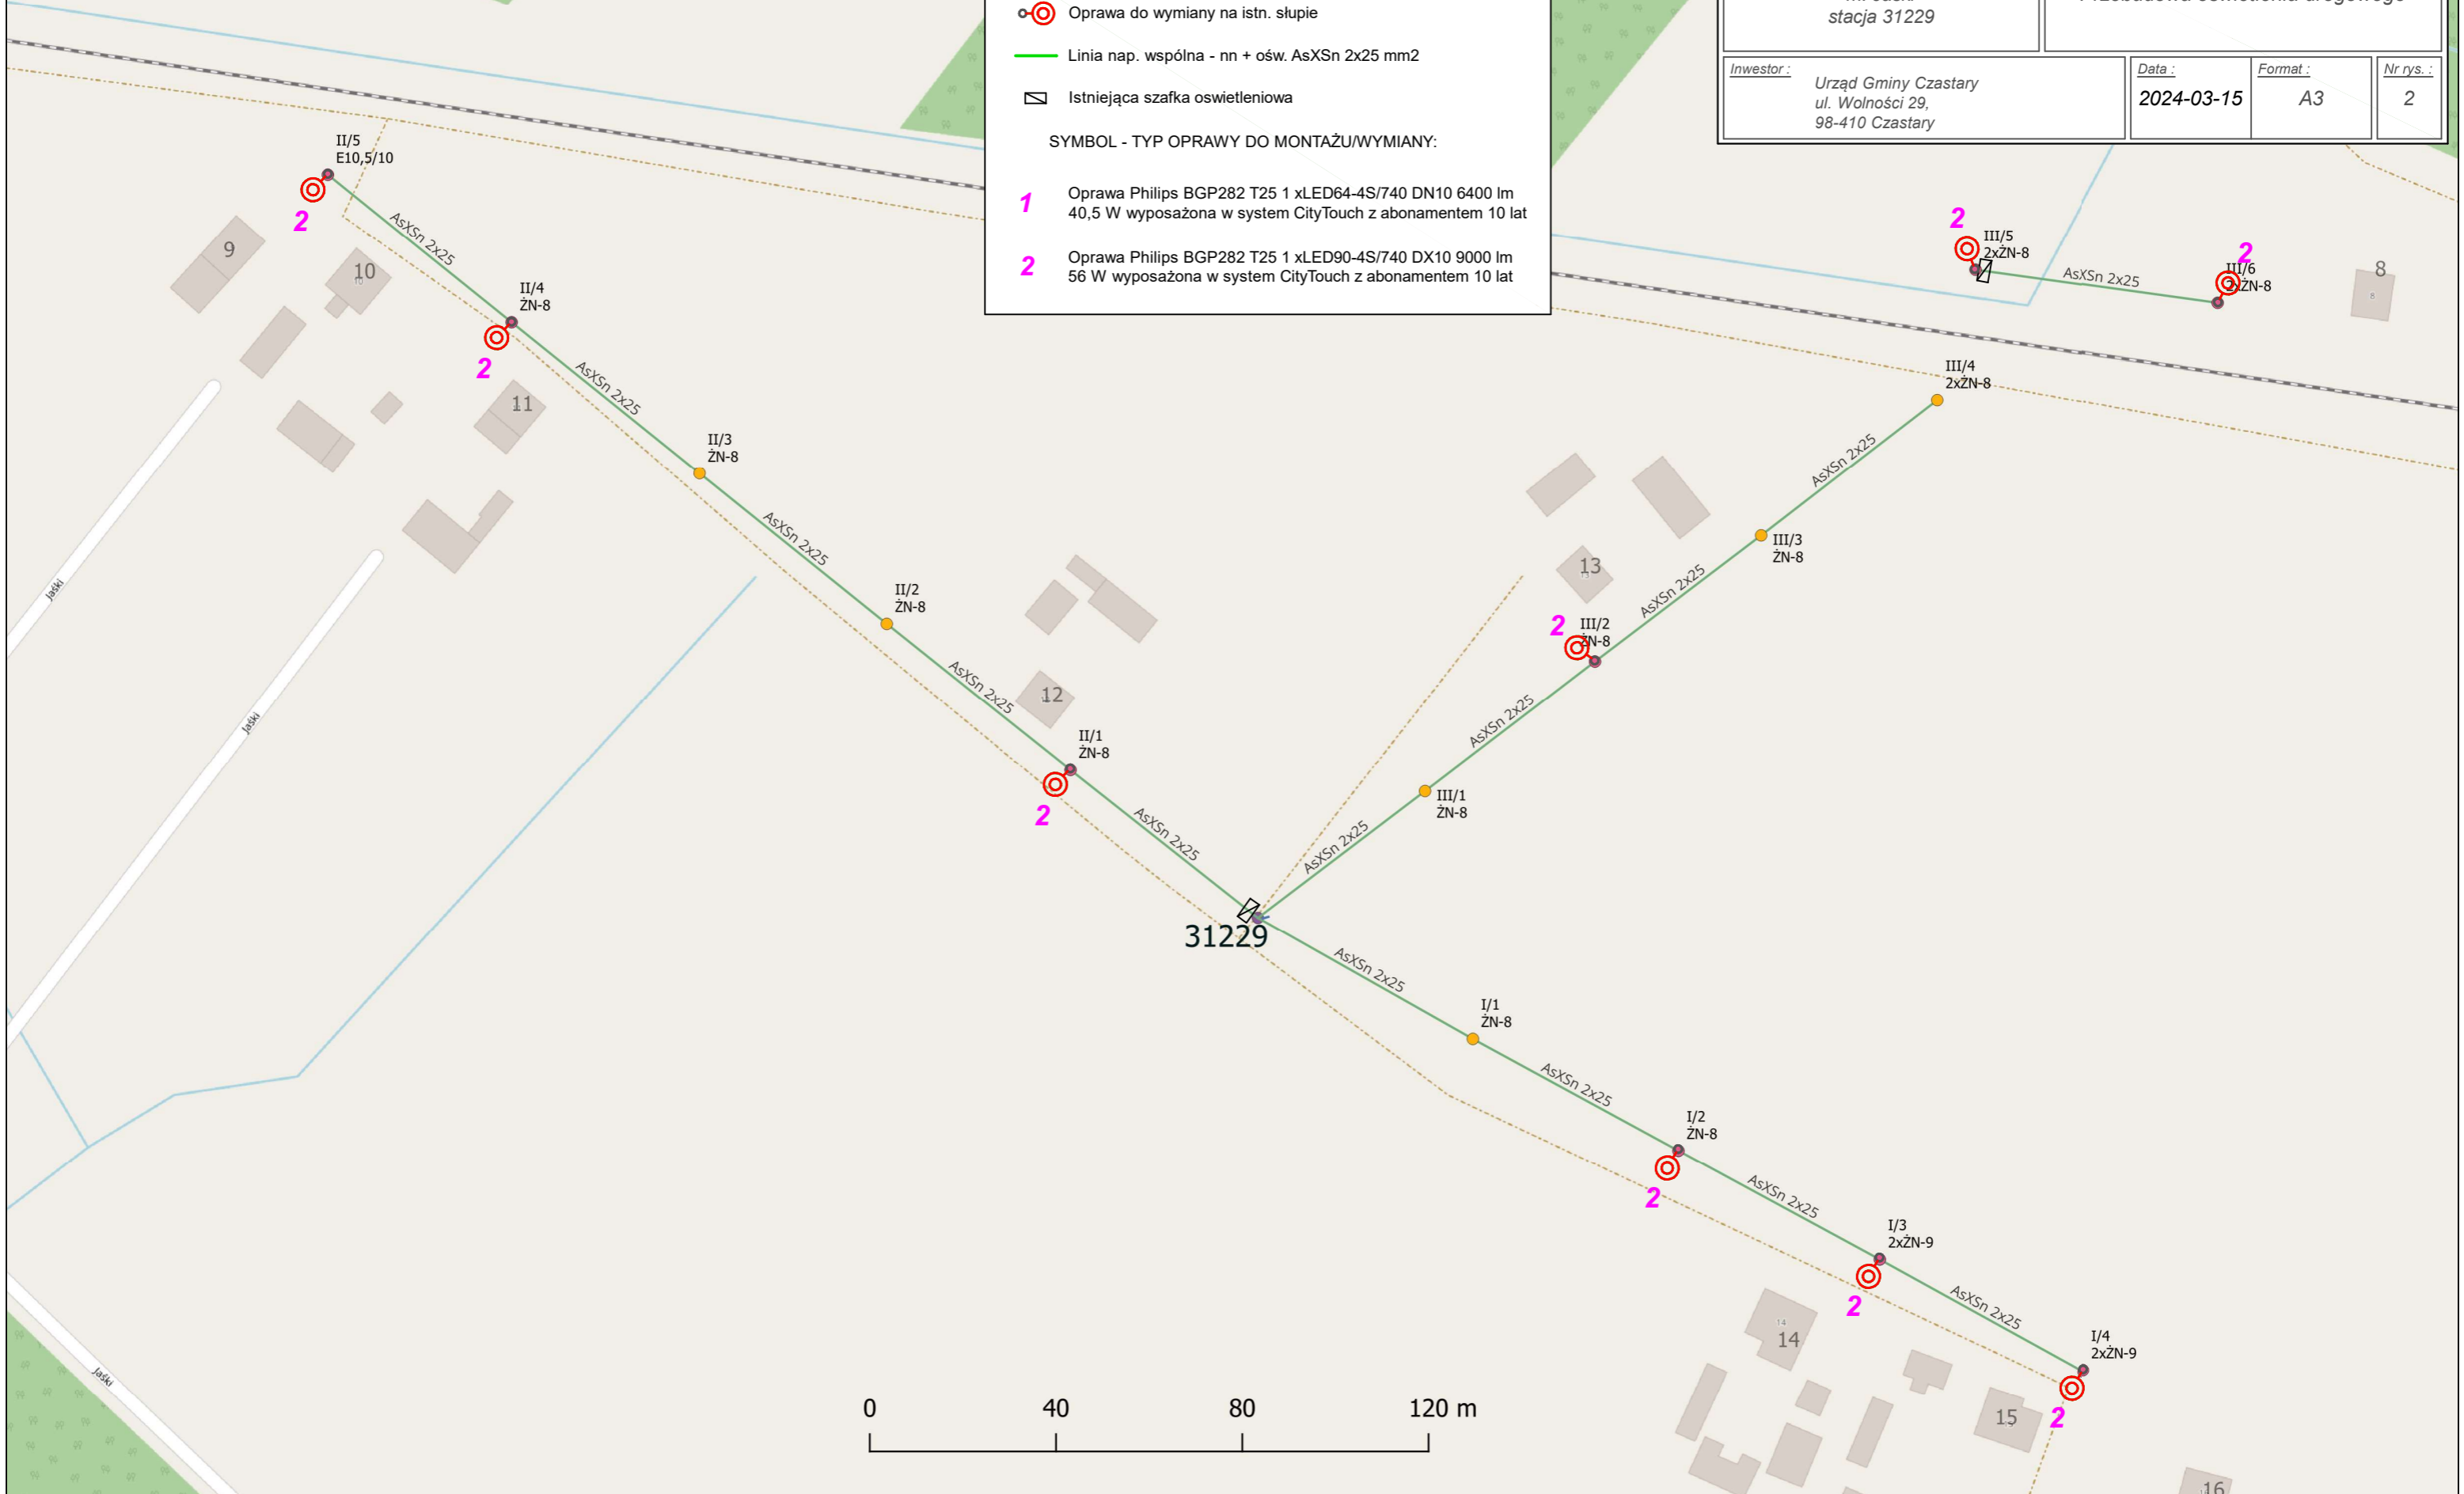 Oprawa do wymiany na istn. słupie
Linia nap. wspólna - nn + ośw. AsXSn 2x25 mm2
Istniejąca szafka oswietleniowa
SYMBOL - TYP OPRAWY DO MONTAŻU/WYMIANY:
1
Oprawa Philips BGP282 T25 1 xLED64-4S/740 DN10 6400 lm
40,5 W wyposażona w system CityTouch z abonamentem 10 lat
2
Oprawa Philips BGP282 T25 1 xLED90-4S/740 DX10 9000 lm
56 W wyposażona w system CityTouch z abonamentem 10 lat
stacja 31229
Inwestor :
Urząd Gminy Czastary
ul. Wolności 29,
98-410 Czastary
Data :
2024-03-15
Format :
A3
Nr rys. :
2
II/5
E10,5/10
2
9
10
AsXSn 2x25
II/4
ŻN-8
2
11
AsXSn 2x25
II/3
ŻN-8
AsXSn 2x25
II/2
ŻN-8
AsXSn 2x25
12
II/1
ŻN-8
2
AsXSn 2x25
31229
2
III/5
2xŻN-8
AsXSn 2x25
2
III/6
2xŻN-8
8
III/4
2xŻN-8
AsXSn 2x25
III/3
ŻN-8
AsXSn 2x25
13
2
III/2
ŻN-8
AsXSn 2x25
III/1
ŻN-8
AsXSn 2x25
AsXSn 2x25
I/1
ŻN-8
AsXSn 2x25
I/2
ŻN-8
2
AsXSn 2x25
I/3
2xŻN-9
2
AsXSn 2x25
I/4
2xŻN-9
2
14
14
15
16
Jaśki
Jaśki
Jaśki
0 40 80 120 m